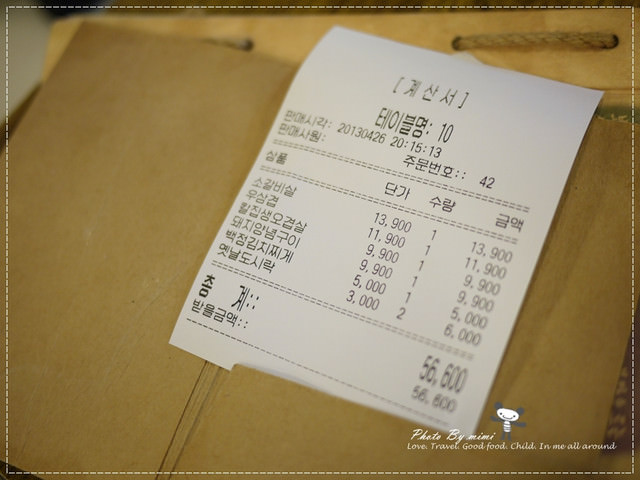 [ 계 산 서 ]
테이블명: 10
판매시각: 20130426 20:15:13
판매사원: 주문번호:: 42
상품 단가 수량 금액
소갈비살 13,900 1 13,900
우삼겹 11,900 1 11,900
활집생오겹살 9,900 1 9,900
돼지양념구이 9,900 1 9,900
백정김치찌게 5,000 1 5,000
옛날도시락 3,000 2 6,000
총 계:: 56,600
받을금액:: 56,600
Photo By mimi
Love. Travel. Good food. Child. In me all around